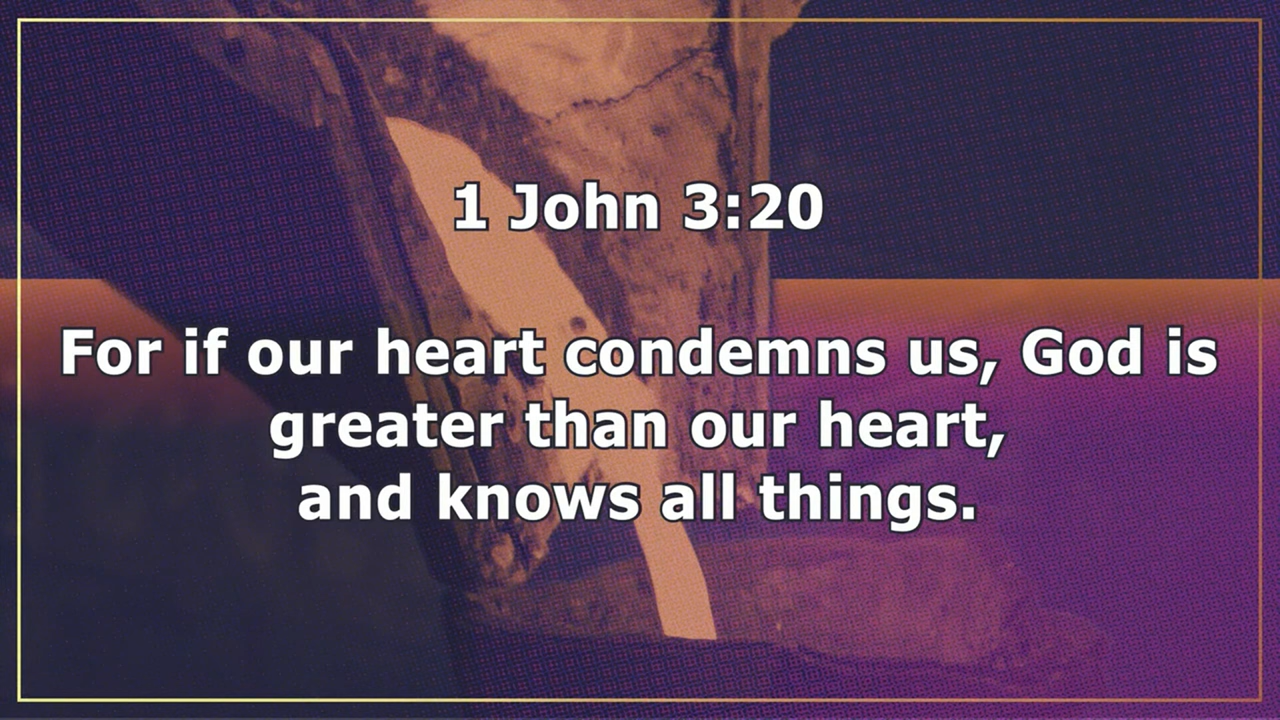 1 John 3:20
For if our heart condemns us, God is
greater than our heart,
and knows all things.